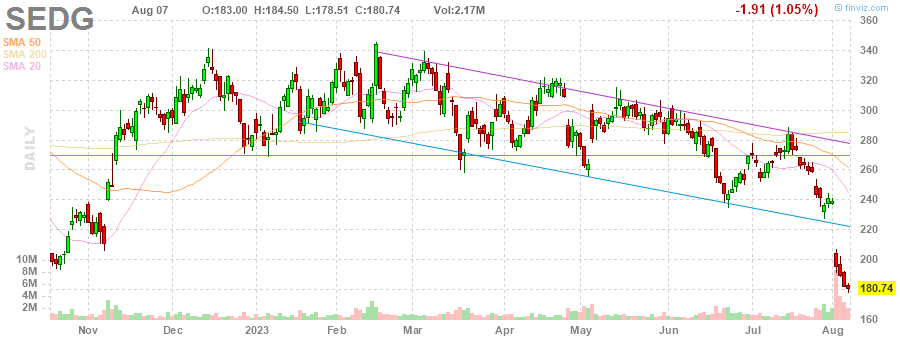 SEDG Aug 07 O:183.00 H:184.50 L:178.51 C:180.74 Vol:2.17M -1.91 (1.05%) © finviz.com
SMA 50
SMA 200
SMA 20
DAILY
360
340
320
300
280
260
240
220
200
180.74
160
10M
8M
6M
4M
2M
Nov Dec 2023 Feb Mar Apr May Jun Jul Aug